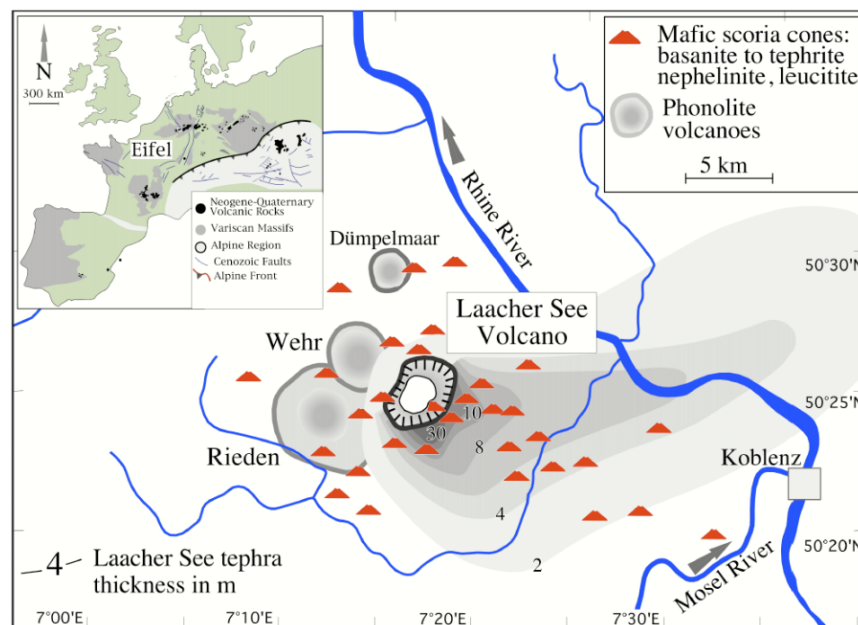 N
300 km
Eifel
Neogene-Quaternary
Volcanic Rocks
Variscan Massifs
Alpine Region
Cenozoic Faults
Alpine Front
Mafic scoria cones:
basanite to tephrite
nephelinite, leucitite
Phonolite
volcanoes
5 km
Rhine River
Dümpelmaar
50°30'N
Laacher See
Volcano
Wehr
50°25'N
10
30
8
Rieden
Koblenz
4
50°20'N
2
4
Laacher See tephra
thickness in m
Mosel River
7°00'E
7°10'E
7°20'E
7°30'E